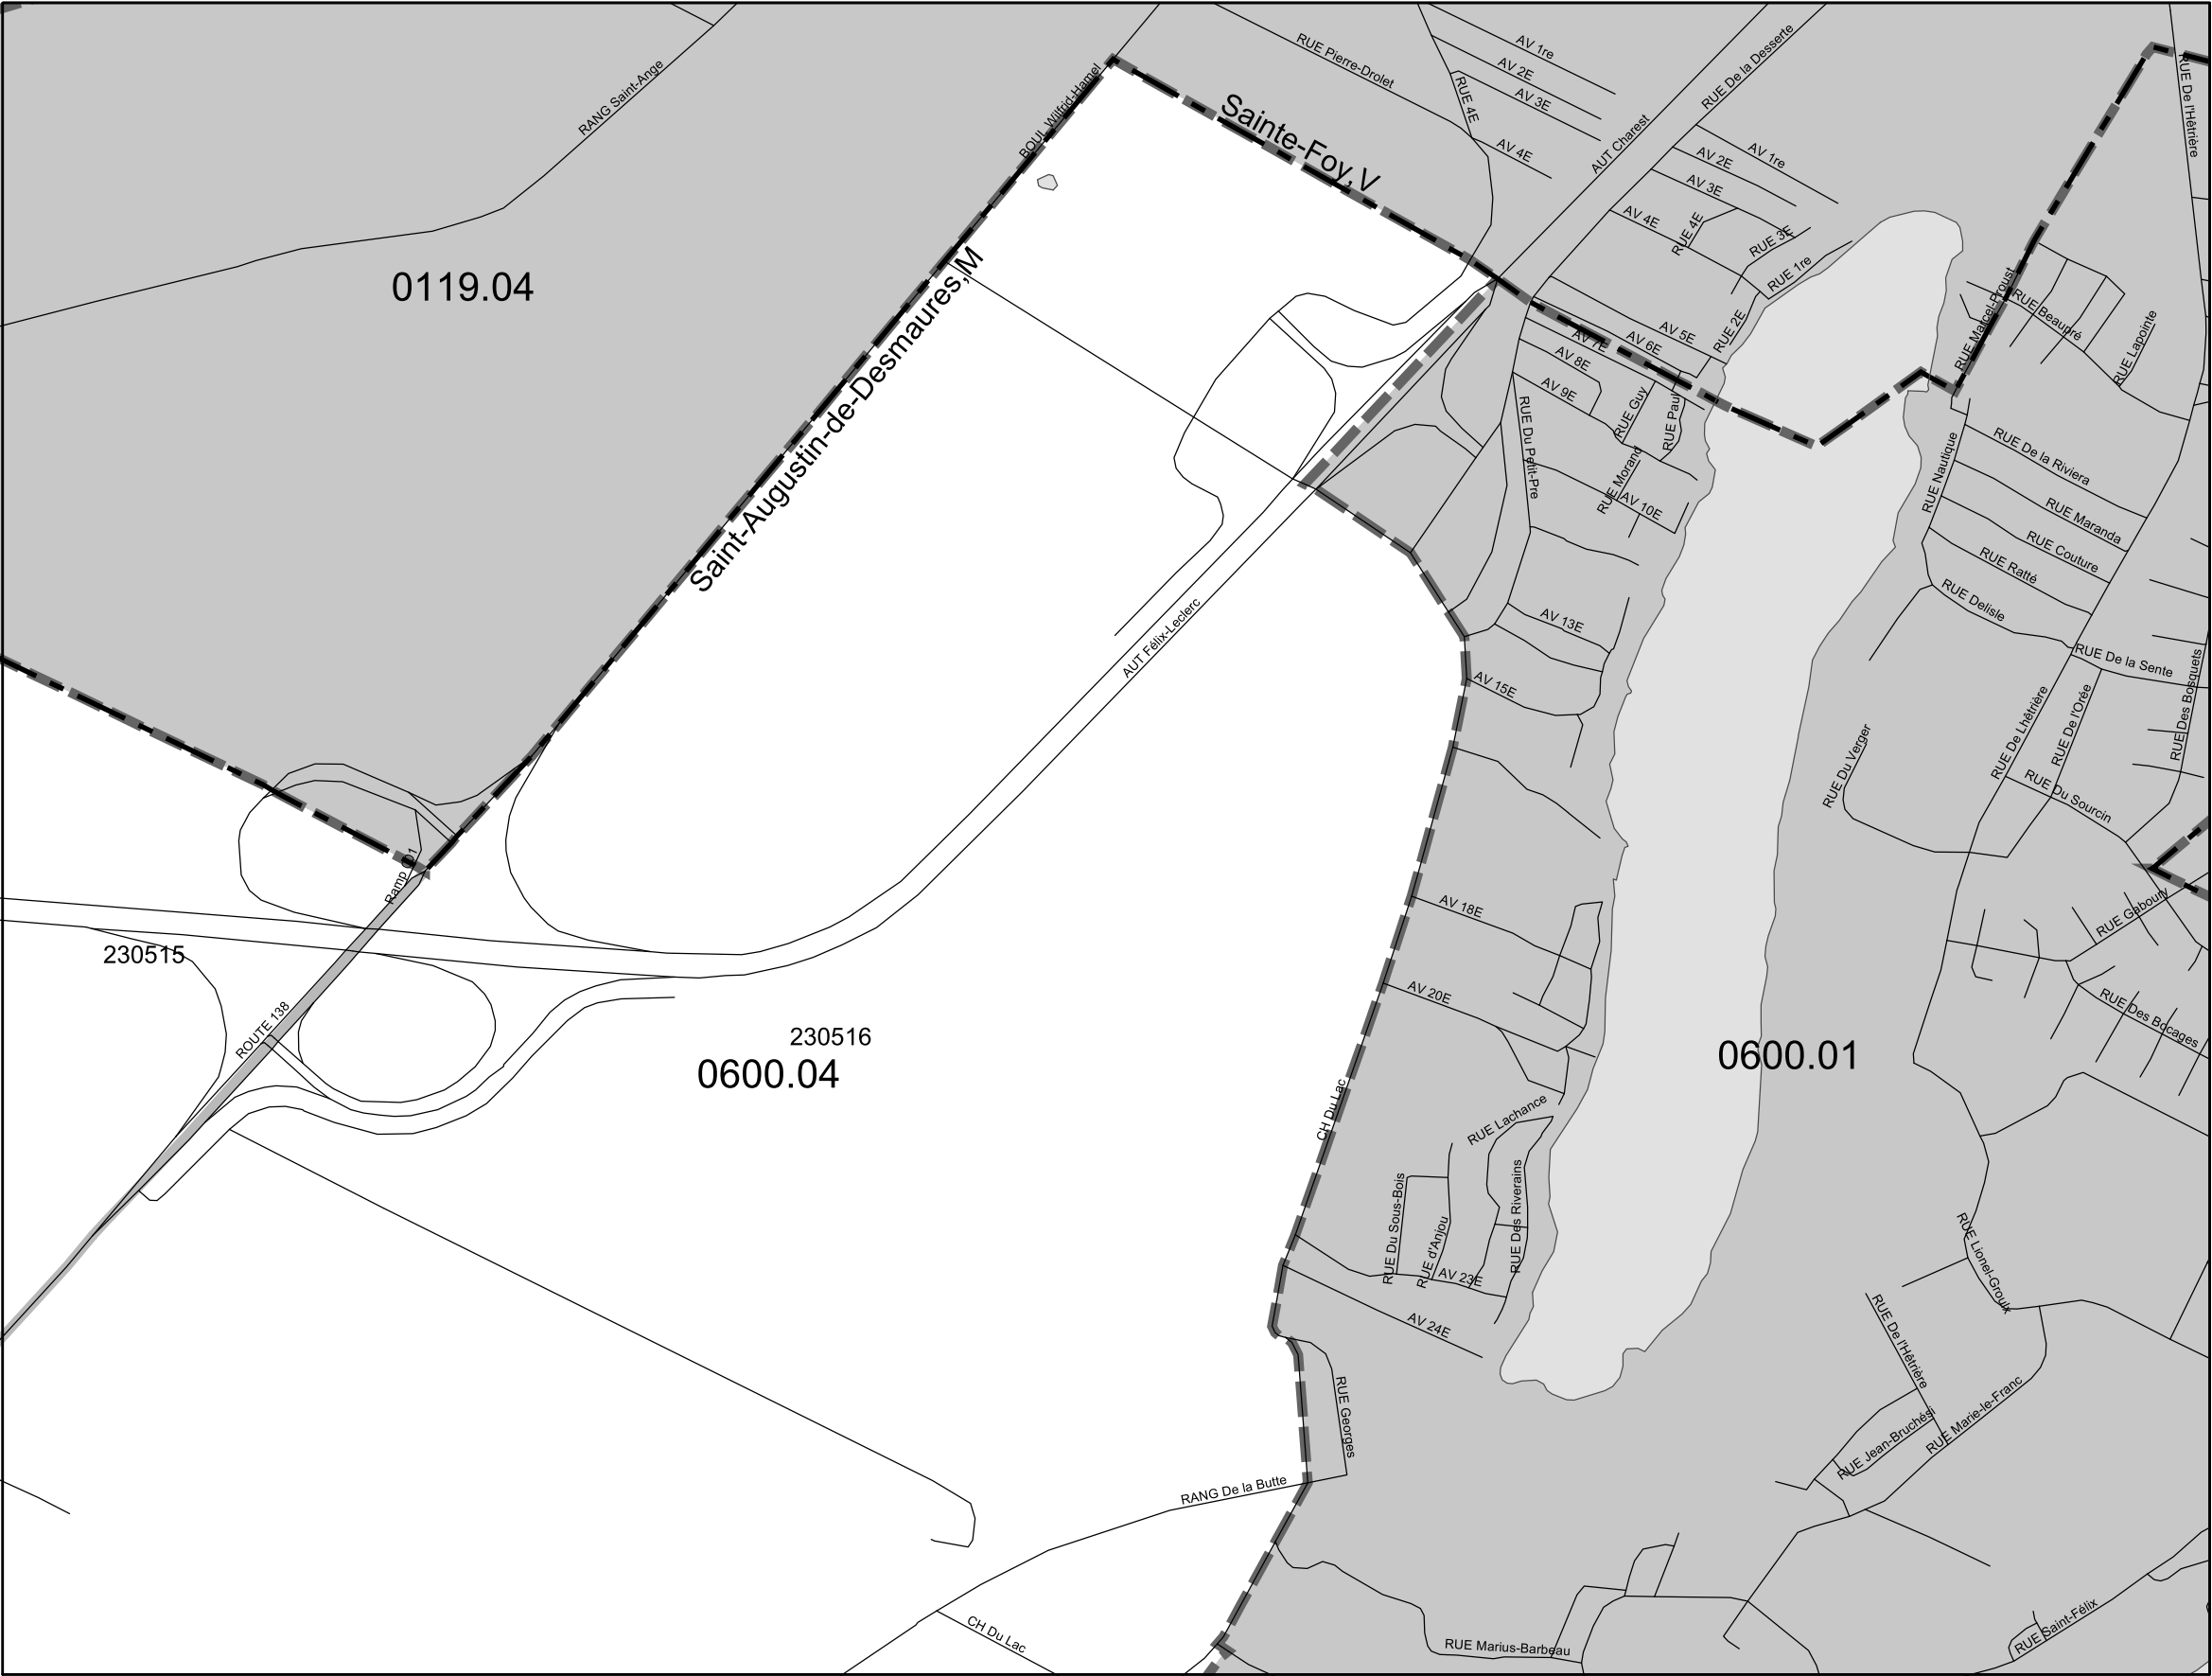 RUE Pierre-Drolet
AV 1re
AV 2E
AV 3E
RUE 4E
AV 4E
RUE De la Desserte
AUT Charest
RUE De l'Hêtrière
RANG Saint-Ange
BOUL Wilfrid-Hamel
Sainte-Foy,V
AV 1re
AV 2E
AV 3E
AV 4E
RUE 4E
RUE 3E
RUE 1re
0119.04
Saint-Augustin-de-Desmaures,M
RUE Marcel-Proust
RUE Beaupré
RUE Lapointe
AV 5E
RUE 2E
AV 6E
AV 7E
AV 8E
AV 9E
RUE Guy
RUE Paul
RUE Du Petit-Pre
RUE Morand
AV 10E
RUE Nautique
RUE De la Riviera
RUE Maranda
RUE Couture
RUE Ratté
RUE Delisle
AUT Félix-Leclerc
AV 13E
AV 15E
RUE De la Sente
RUE De Lhêtrière
RUE De l'Orée
RUE Des Bosquets
RUE Du Verger
RUE Du Sourcin
AV 18E
RUE Gaboury
230515
ROUTE 138
AV 20E
RUE Des Bocages
230516
0600.04
0600.01
CH Du Lac
RUE Lachance
RUE Du Sous-Bois
RUE d'Anjou
RUE Des Riverains
AV 23E
AV 24E
RUE Lionel-Groulx
RUE De l'Hêtrière
RUE Georges
RUE Jean-Bruchési
RUE Marie-le-Franc
RANG De la Butte
CH Du Lac
RUE Marius-Barbeau
RUE Saint-Félix